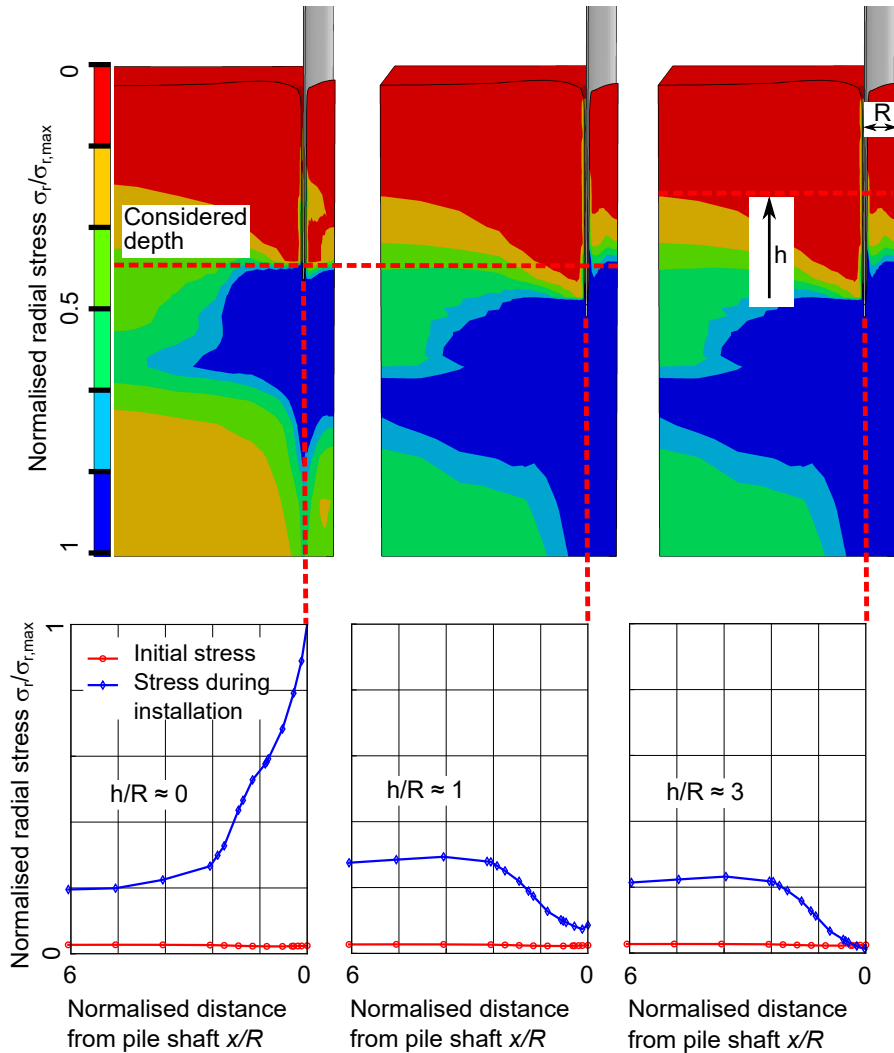 Normalised radial stress σr/σr,max
0
0.5
1
Considered
depth
R
h
Normalised radial stress σr/σr,max
1
0
Initial stress
Stress during
installation
h/R ≈ 0
h/R ≈ 1
h/R ≈ 3
6
0
6
0
6
0
Normalised distance
from pile shaft x/R
Normalised distance
from pile shaft x/R
Normalised distance
from pile shaft x/R